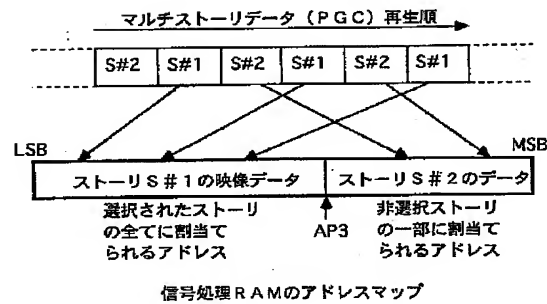 マルチストーリデータ（PGC）再生順
S#2 S#1 S#2 S#1 S#2 S#1
LSB MSB
ストーリS＃1の映像データ ストーリS＃2のデータ
選択されたストーリ
の全てに割当て
られるアドレス
AP3
非選択ストーリ
の一部に割当て
られるアドレス
信号処理RAMのアドレスマップ